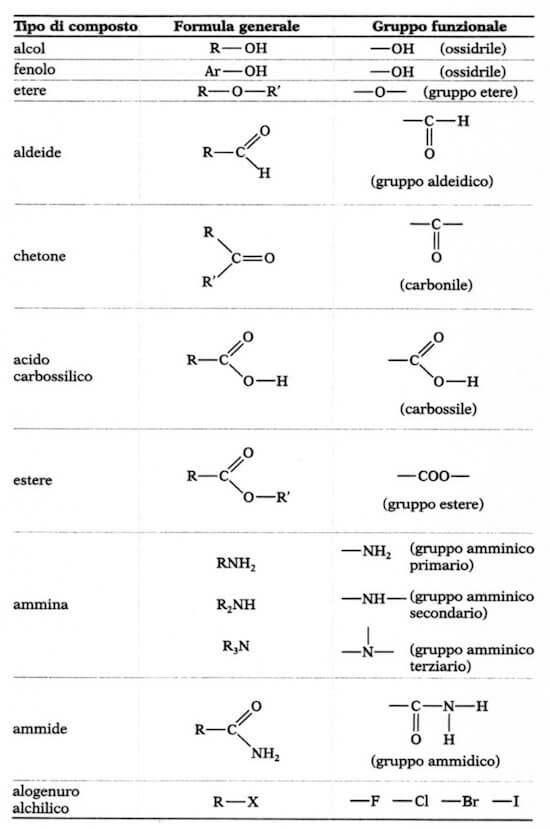 Tipo di composto Formula generale Gruppo funzionale
alcol R—OH —OH (ossidrile)
fenolo Ar—OH —OH (ossidrile)
etere R—O—R' —O— (gruppo etere)
—C—H
O
O
aldeide R—C
H
(gruppo aldeidico)
R
—C—
chetone C=O
O
R'
(carbonile)
O O
acido
carbossilico
R—C —C
O—H O—H
(carbossile)
O
estere R—C —COO—
O—R' (gruppo estere)
—NH₂ (gruppo amminico
primario)
RNH₂
ammina R₂NH —NH— (gruppo amminico
secondario)
R₃N —N— (gruppo amminico
terziario)
O —C—N—H
ammide R—C
O H
NH₂
(gruppo ammidico)
alogenuro
alchilico
R—X —F —Cl —Br —I